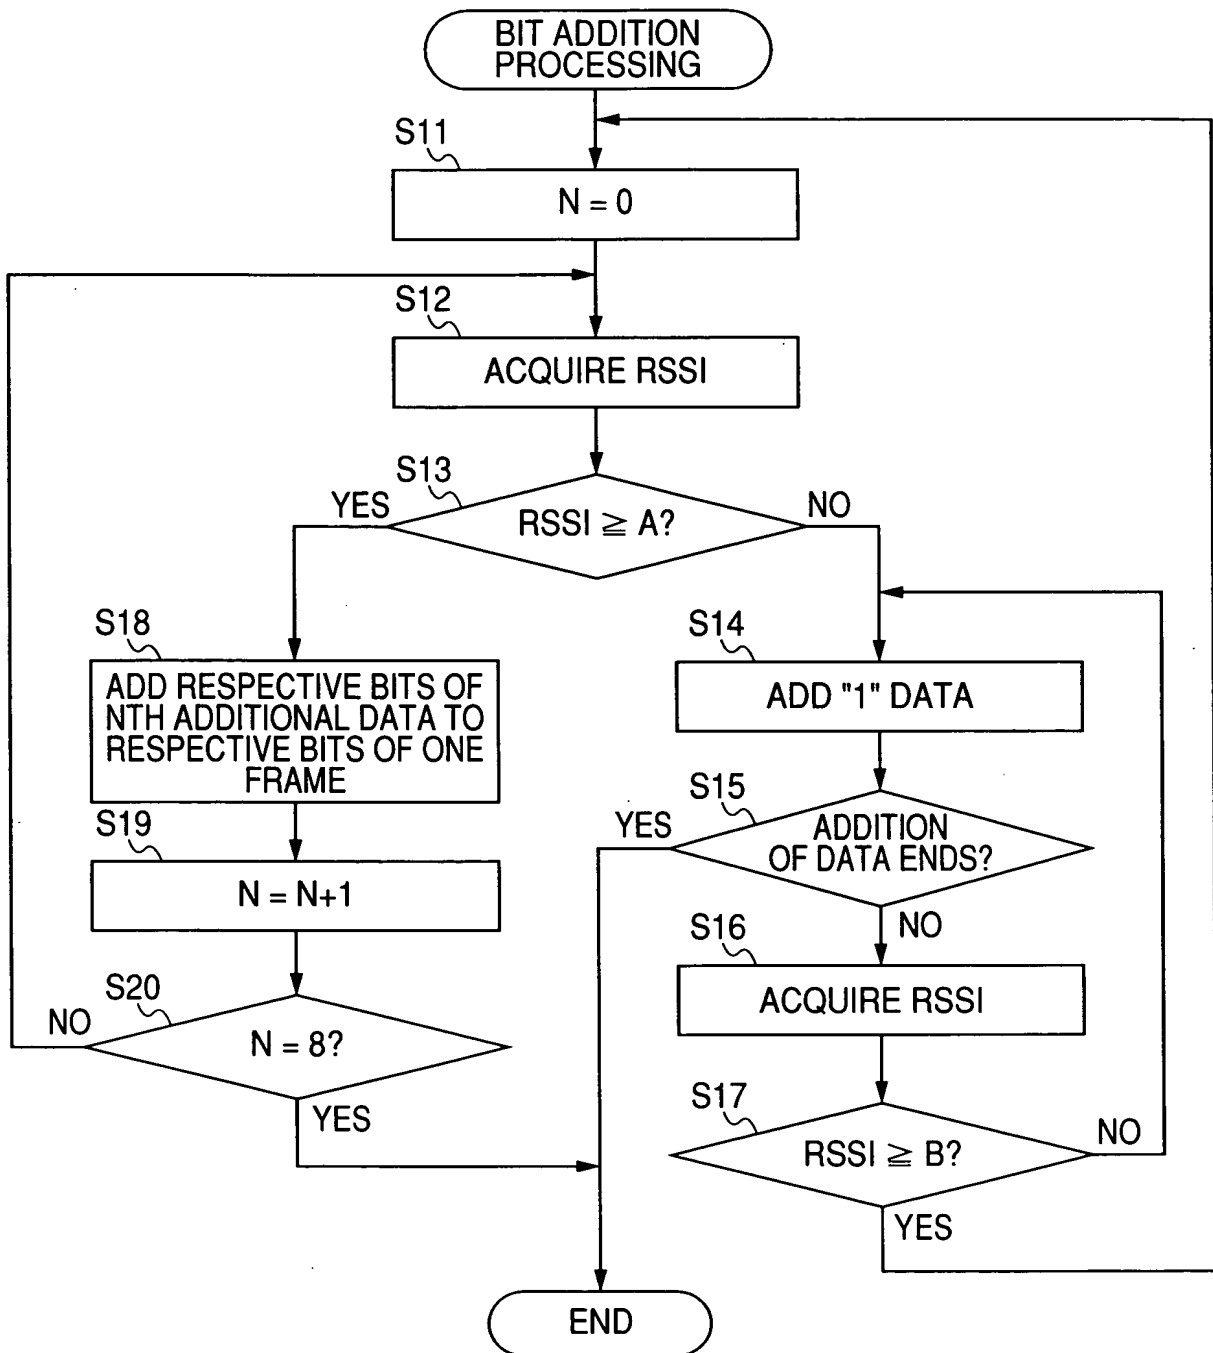 BIT ADDITION
PROCESSING
S11
N = 0
S12
ACQUIRE RSSI
S13
YES
RSSI ≧ A?
NO
S18
ADD RESPECTIVE BITS OF
NTH ADDITIONAL DATA TO
RESPECTIVE BITS OF ONE
FRAME
S19
N = N+1
S20
NO
N = 8?
YES
S14
ADD "1" DATA
S15
YES
ADDITION
OF DATA ENDS?
NO
S16
ACQUIRE RSSI
S17
RSSI ≧ B?
NO
YES
END